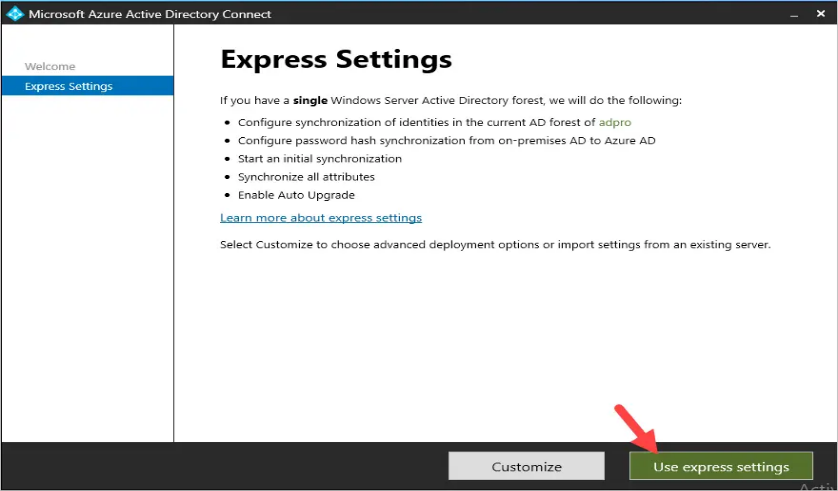 Microsoft Azure Active Directory Connect
Welcome
Express Settings
Express Settings
If you have a single Windows Server Active Directory forest, we will do the following:
• Configure synchronization of identities in the current AD forest of adpro
• Configure password hash synchronization from on-premises AD to Azure AD
• Start an initial synchronization
• Synchronize all attributes
• Enable Auto Upgrade
Learn more about express settings
Select Customize to choose advanced deployment options or import settings from an existing server.
Customize
Use express settings